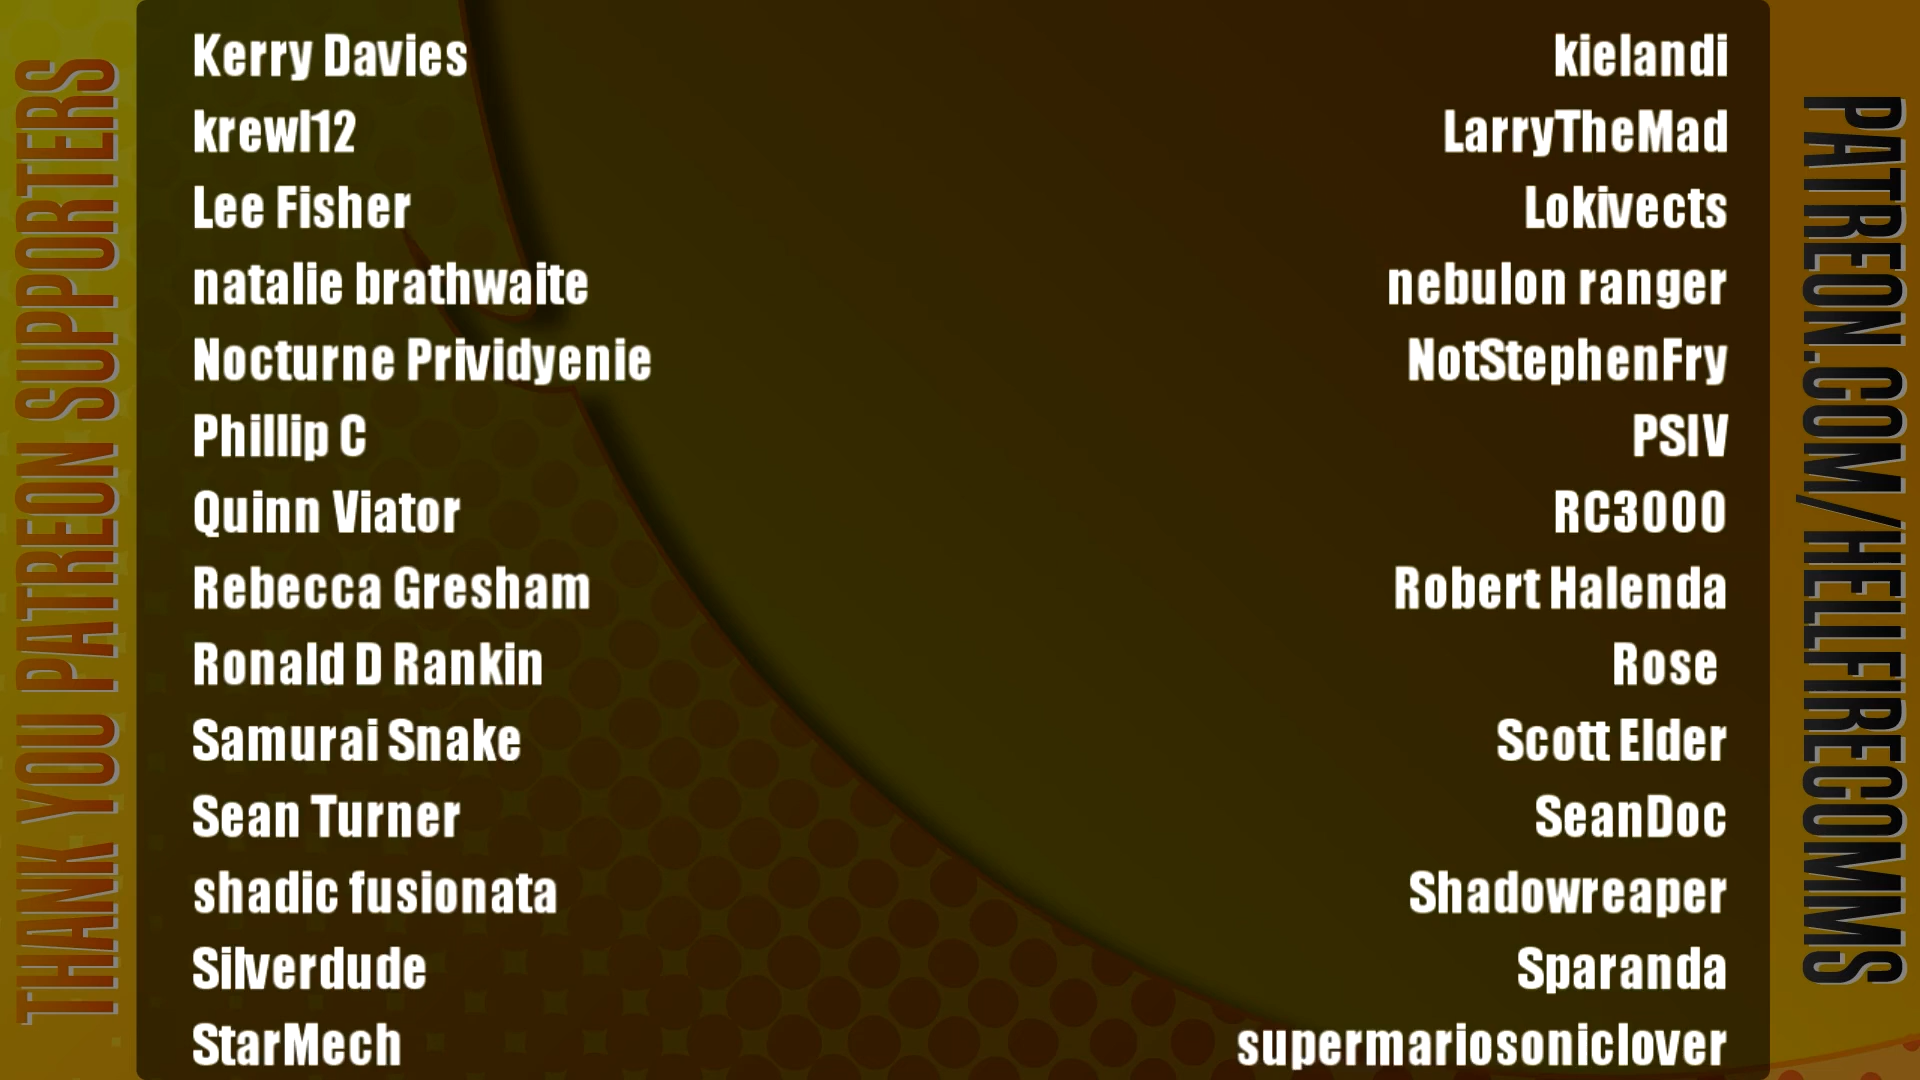 THANK YOU PATREON SUPPORTERS
Kerry Davies
kielandi
krewl12
LarryTheMad
Lee Fisher
Lokivects
natalie brathwaite
nebulon ranger
Nocturne Prividyenie
NotStephenFry
Phillip C
PSIV
Quinn Viator
RC3000
Rebecca Gresham
Robert Halenda
Ronald D Rankin
Rose
Samurai Snake
Scott Elder
Sean Turner
SeanDoc
shadic fusionata
Shadowreaper
Silverdude
Sparanda
StarMech
supermariosoniclover
PATREON.COM/HELLFIRECOMMS